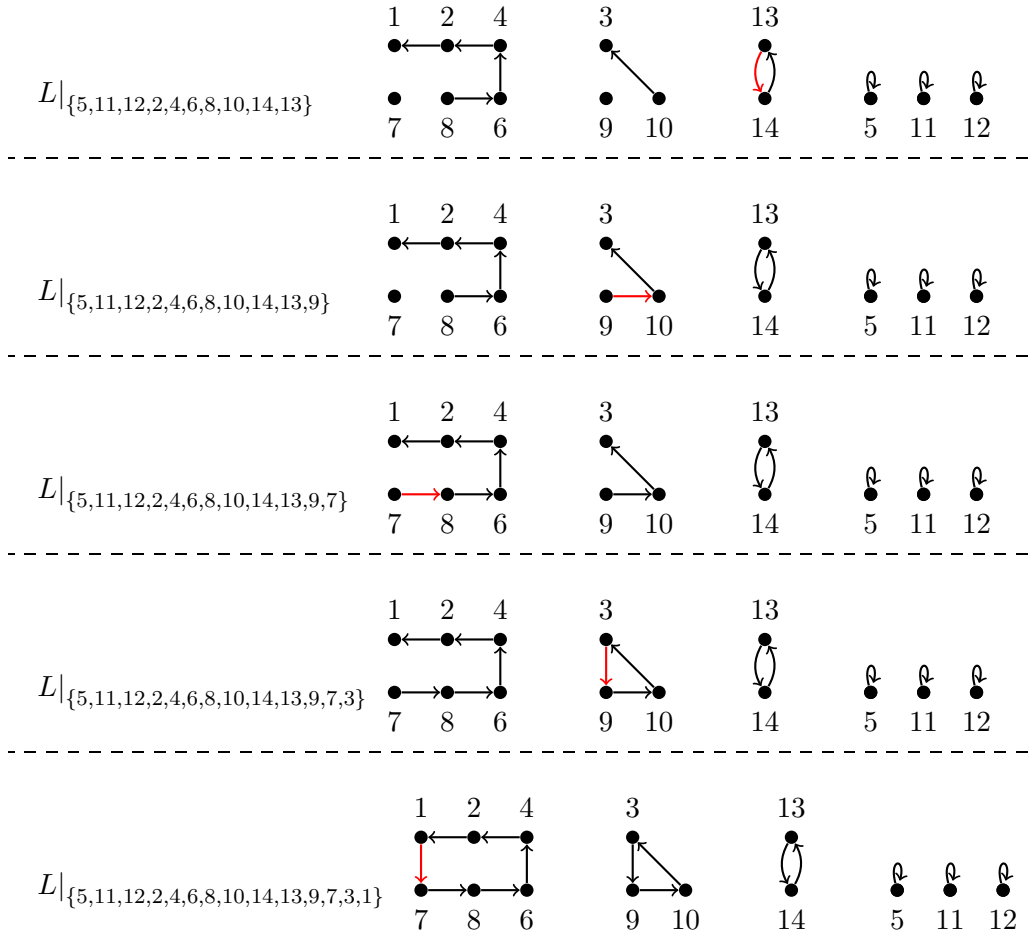 1 2 4 3 13
L|{5,11,12,2,4,6,8,10,14,13}
7 8 6 9 10 14 5 11 12
1 2 4 3 13
L|{5,11,12,2,4,6,8,10,14,13,9}
7 8 6 9 10 14 5 11 12
1 2 4 3 13
L|{5,11,12,2,4,6,8,10,14,13,9,7}
7 8 6 9 10 14 5 11 12
1 2 4 3 13
L|{5,11,12,2,4,6,8,10,14,13,9,7,3}
7 8 6 9 10 14 5 11 12
1 2 4 3 13
L|{5,11,12,2,4,6,8,10,14,13,9,7,3,1}
7 8 6 9 10 14 5 11 12